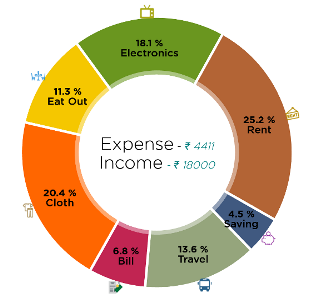 18.1 %
Electronics
11.3 %
Eat Out
25.2 %
Rent
Expense - ₹ 4411
Income - ₹ 18000
20.4 %
Cloth
4.5 %
Saving
6.8 %
Bill
13.6 %
Travel